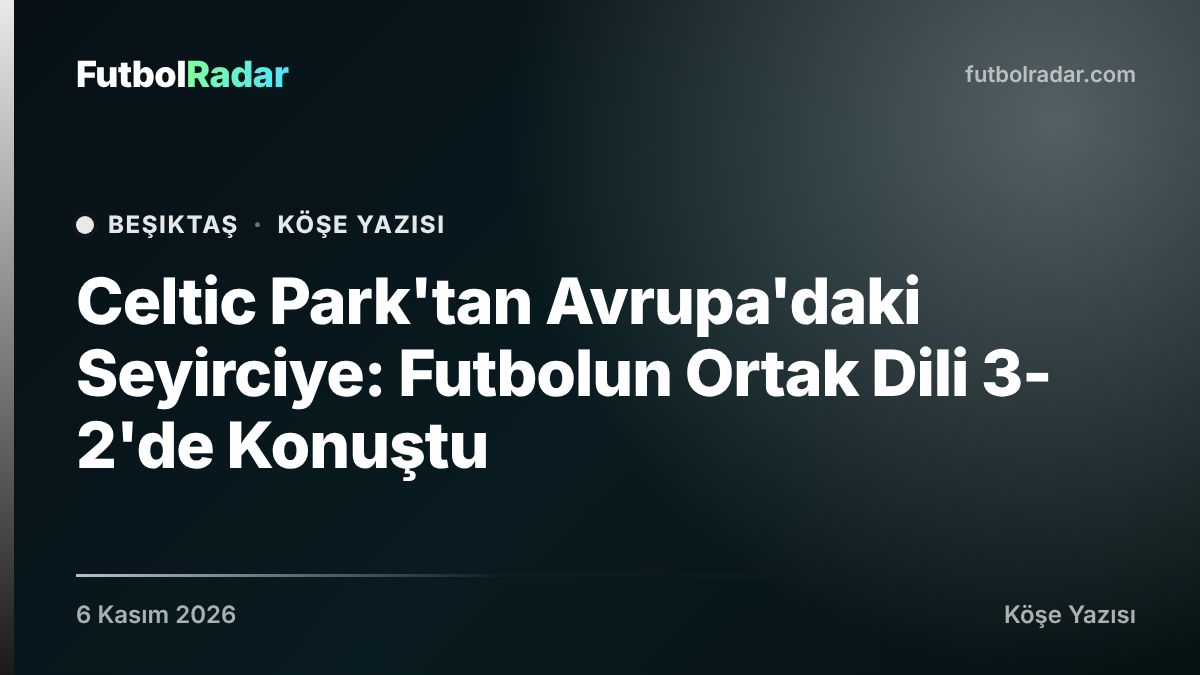 FutbolRadar
futbolradar.com
BEŞIKTAŞ · KÖŞE YAZISI
Celtic Park'tan Avrupa'daki
Seyirciye: Futbolun Ortak Dili 3-
2'de Konuştu
6 Kasım 2026
Köşe Yazısı